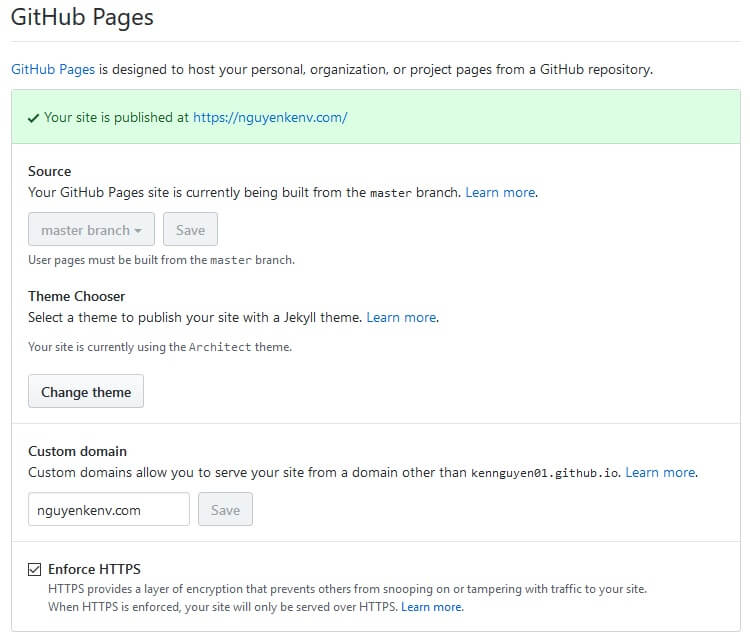 GitHub Pages
GitHub Pages is designed to host your personal, organization, or project pages from a GitHub repository.
Your site is published at https://nguyenkenv.com/
Source
Your GitHub Pages site is currently being built from the master branch. Learn more.
master branch
Save
User pages must be built from the master branch.
Theme Chooser
Select a theme to publish your site with a Jekyll theme. Learn more.
Your site is currently using the Architect theme.
Change theme
Custom domain
Custom domains allow you to serve your site from a domain other than kennguyen01.github.io. Learn more.
nguyenkenv.com
Save
Enforce HTTPS
HTTPS provides a layer of encryption that prevents others from snooping on or tampering with traffic to your site.
When HTTPS is enforced, your site will only be served over HTTPS. Learn more.